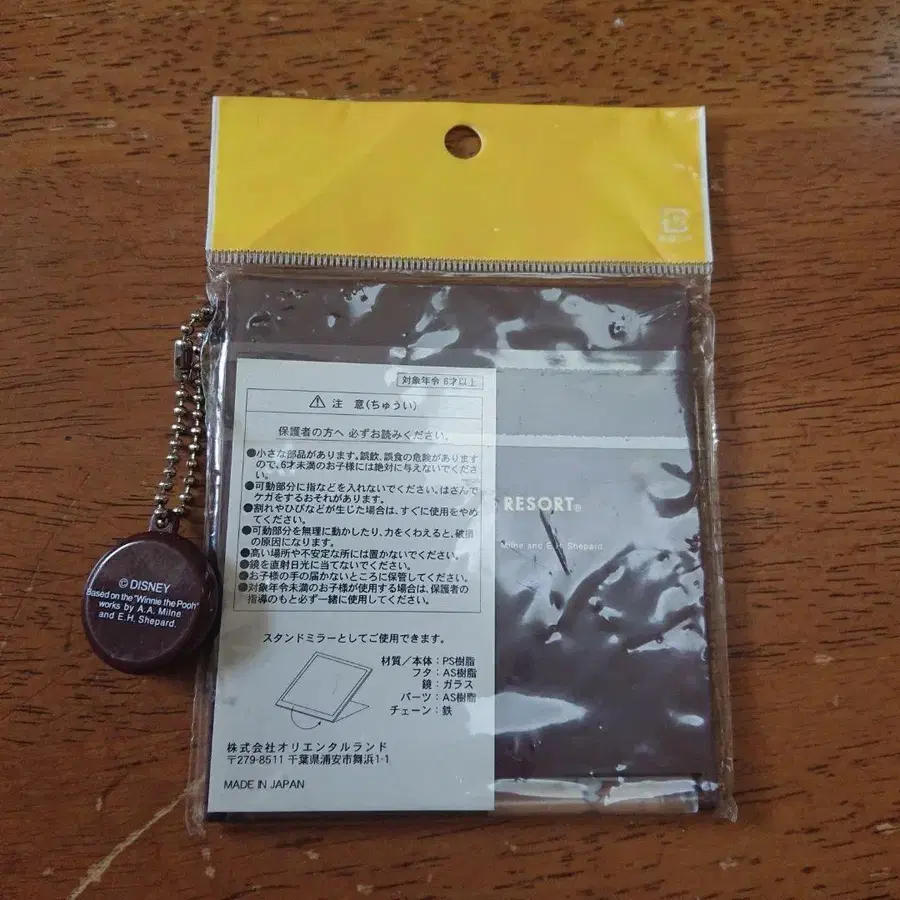 対象年令 6才以上
⚠ 注 意(ちゅうい)
保護者の方へ 必ずお読みください。
●小さな部品があります。誤飲、誤食の危険がありますので、6才未満のお子様には絶対に与えないでください。
●可動部分に指などを入れないでください。はさんでケガをするおそれがあります。
●割れやひびなどが生じた場合は、すぐに使用をやめてください。
●可動部分を無理に動かしたり、力をくわえると、破損の原因になります。
●高い場所や不安定な所には置かないでください。
●鏡を直射日光に当てないでください。
●お子様の手の届かないところに保管してください。
●対象年令未満のお子様が使用する場合は、保護者の指導のもと必ず一緒に使用してください。
スタンドミラーとしてご使用できます。
材質/本体:PS樹脂
フタ:AS樹脂
鏡:ガラス
パーツ:AS樹脂
チェーン:鉄
株式会社オリエンタルランド
〒279-8511 千葉県浦安市舞浜1-1
MADE IN JAPAN
RESORT®
Milne and E.H. Shepard.
© DISNEY
Based on the "Winnie the Pooh"
works by A.A. Milne
and E.H. Shepard.